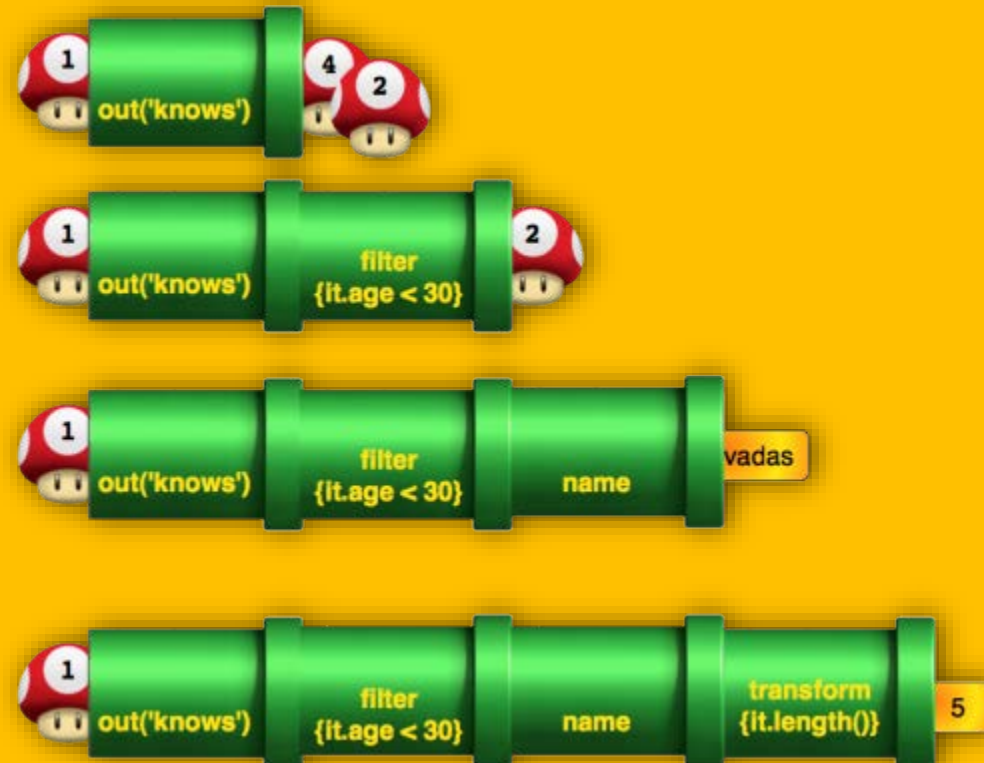 1
out('knows')
4
2
1
out('knows')
filter
{it.age < 30}
2
1
out('knows')
filter
{it.age < 30}
name
vadas
1
out('knows')
filter
{it.age < 30}
name
transform
{it.length()}
5